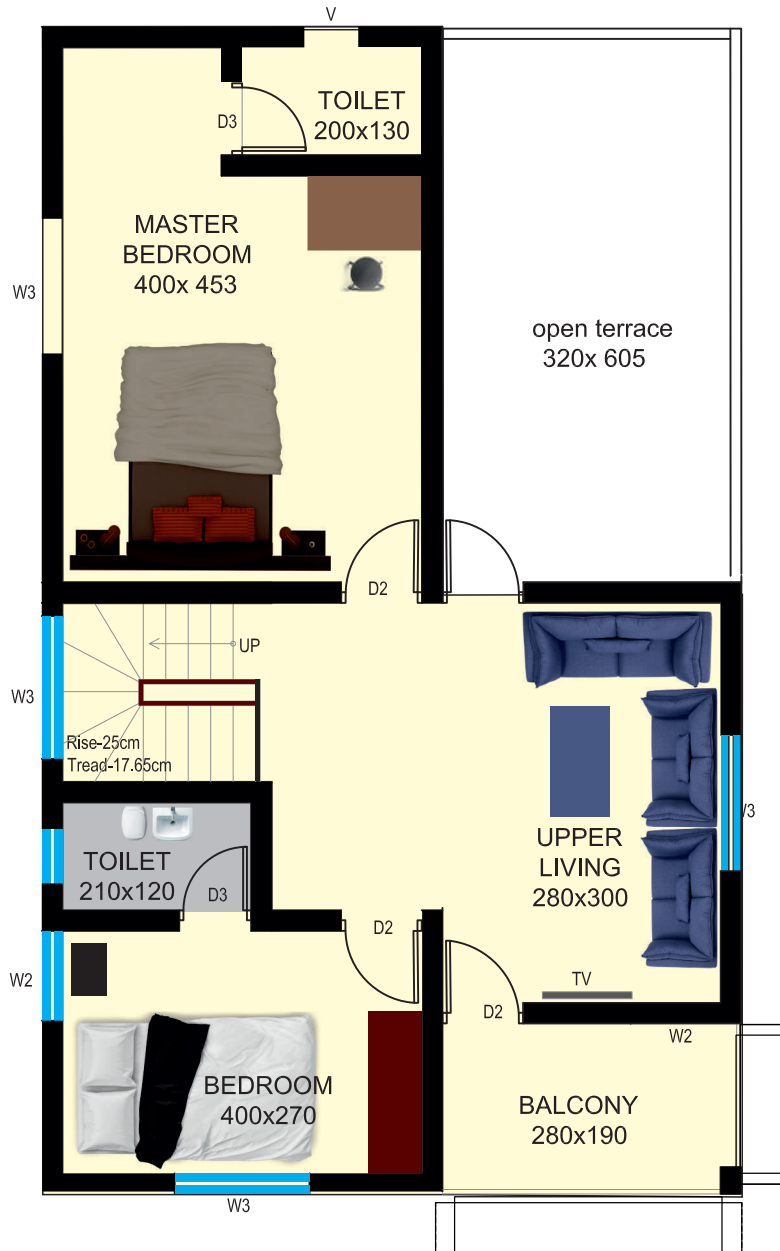 V
TOILET
200x130
D3
MASTER
BEDROOM
400x 453
W3
open terrace
320x 605
D2
UP
W3
Rise-25cm
Tread-17.65cm
W3
UPPER
LIVING
280x300
TOILET
210x120
D3
D2
W2
TV
D2
W2
BEDROOM
400x270
BALCONY
280x190
W3